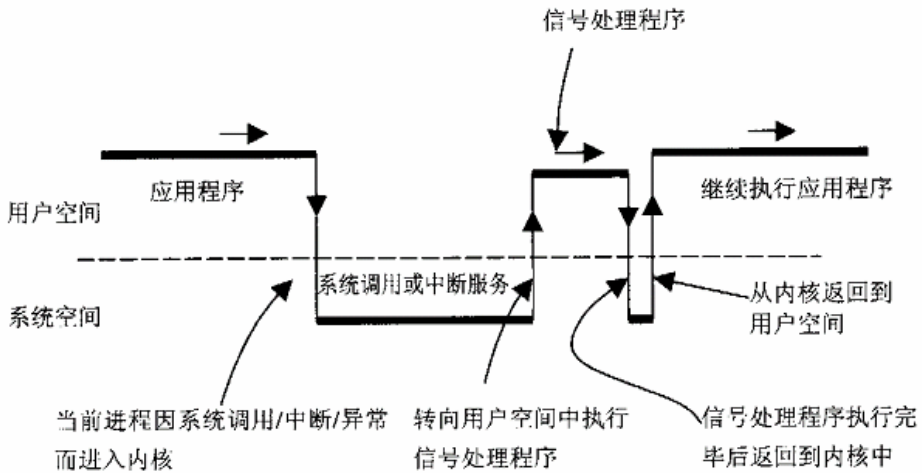 信号处理程序
应用程序
继续执行应用程序
用户空间
系统调用或中断服务
从内核返回到
用户空间
系统空间
当前进程因系统调用/中断/异常
而进入内核
转向用户空间中执行
信号处理程序
信号处理程序执行完
毕后返回到内核中